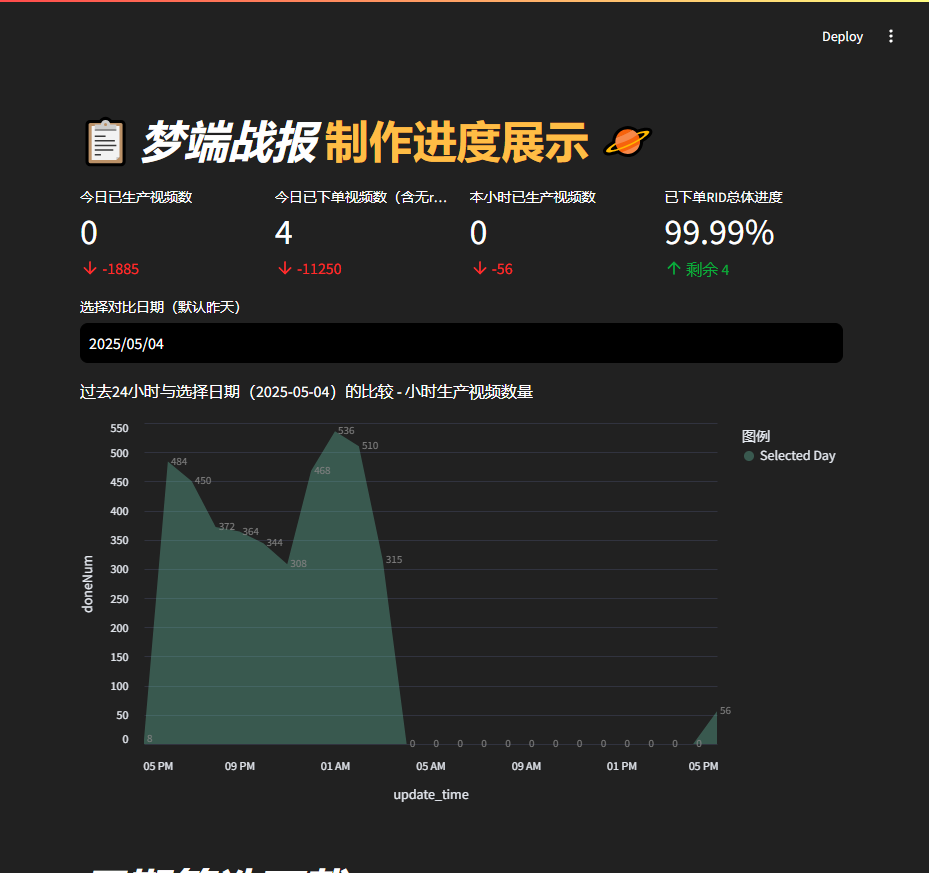 Deploy
梦端战报 制作进度展示
今日已生产视频数
0
-1885
今日已下单视频数（含无r...
4
-11250
本小时已生产视频数
0
-56
已下单RID总体进度
99.99%
剩余 4
选择对比日期（默认昨天）
2025/05/04
过去24小时与选择日期（2025-05-04）的比较 - 小时生产视频数量
550
500
450
400
350
300
250
200
150
100
50
0
doneNum
8
484
450
372
364
344
308
468
536
510
315
0
0
0
0
0
0
0
0
0
0
0
0
0
56
05 PM
09 PM
01 AM
05 AM
09 AM
01 PM
05 PM
update_time
图例
Selected Day